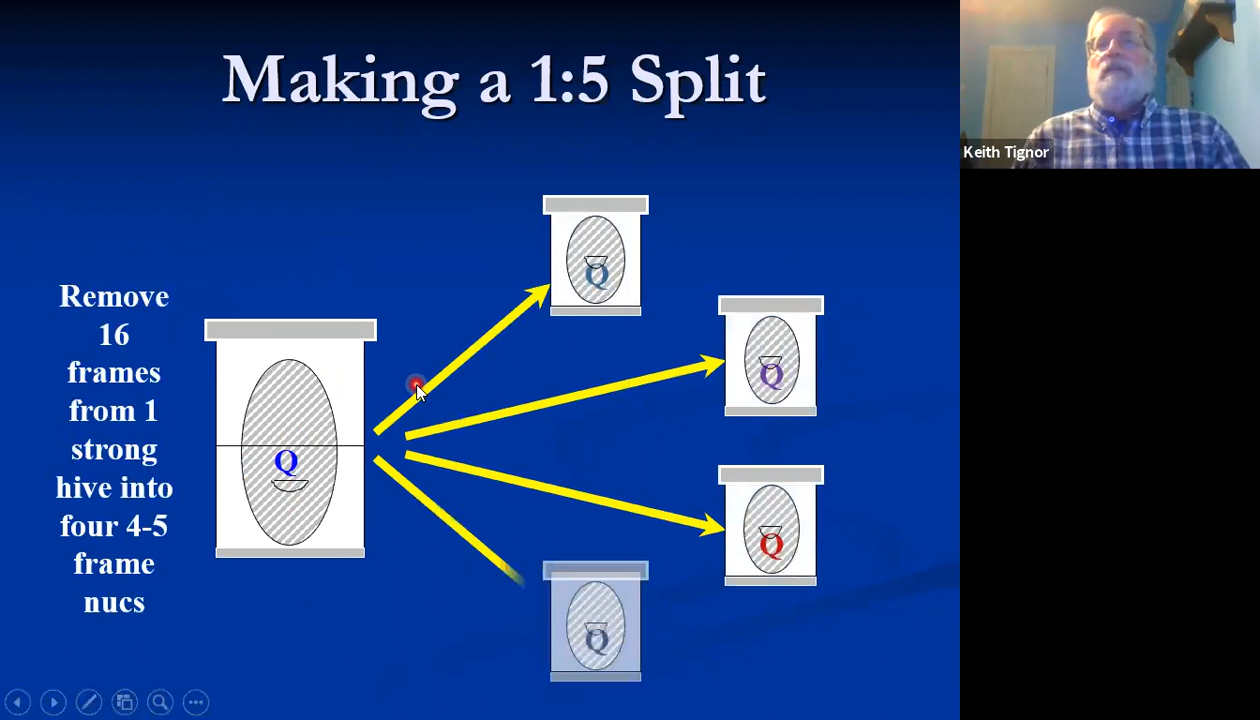 Making a 1:5 Split
Keith Tignor
Remove
16
frames
from 1
strong
hive into
four 4-5
frame
nucs
Q
Q
Q
Q
Q